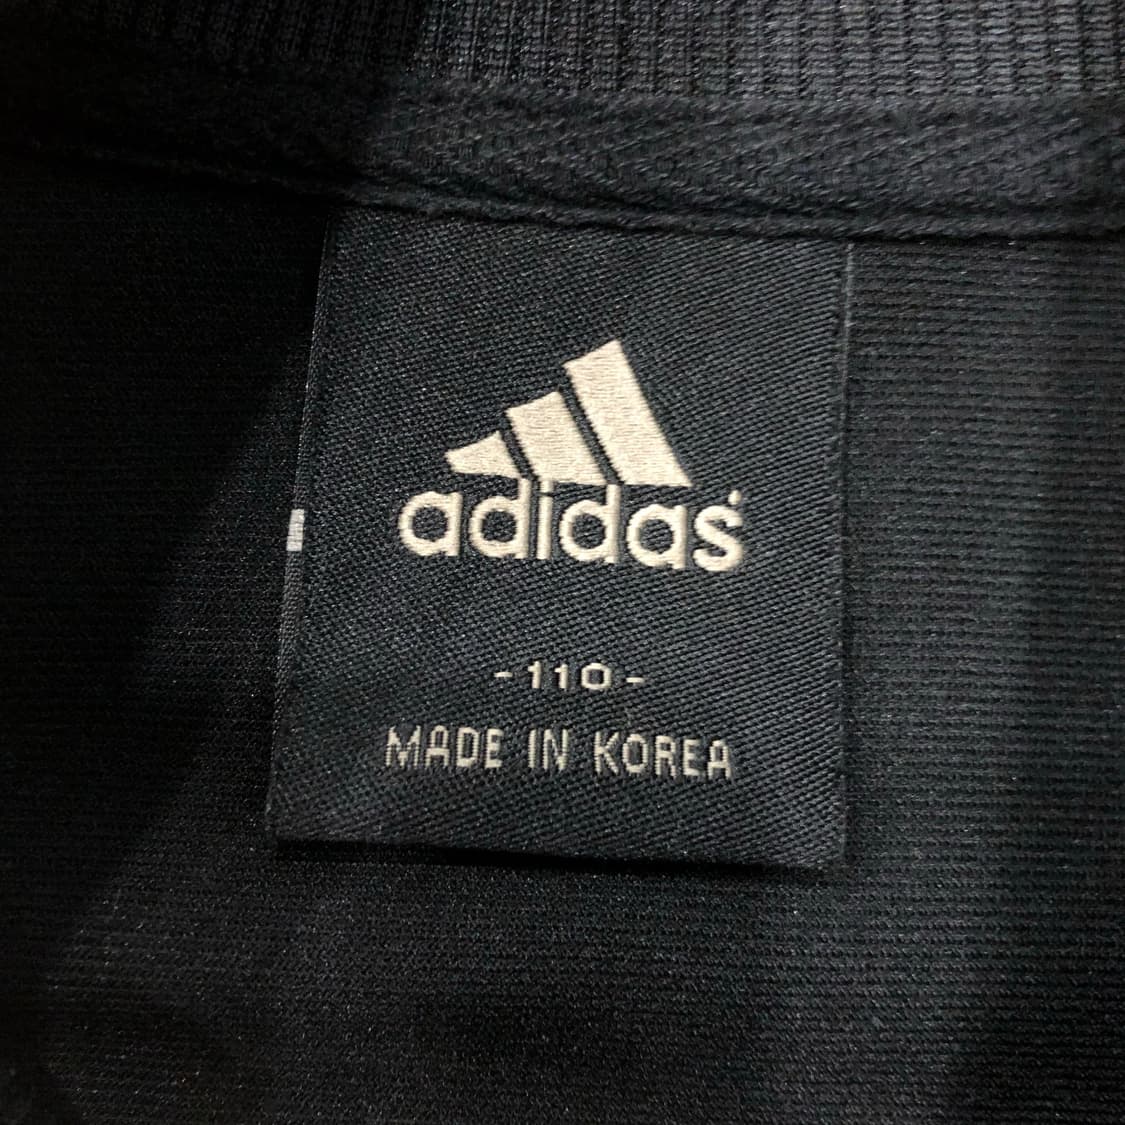 adidas
-110-
MADE IN KOREA